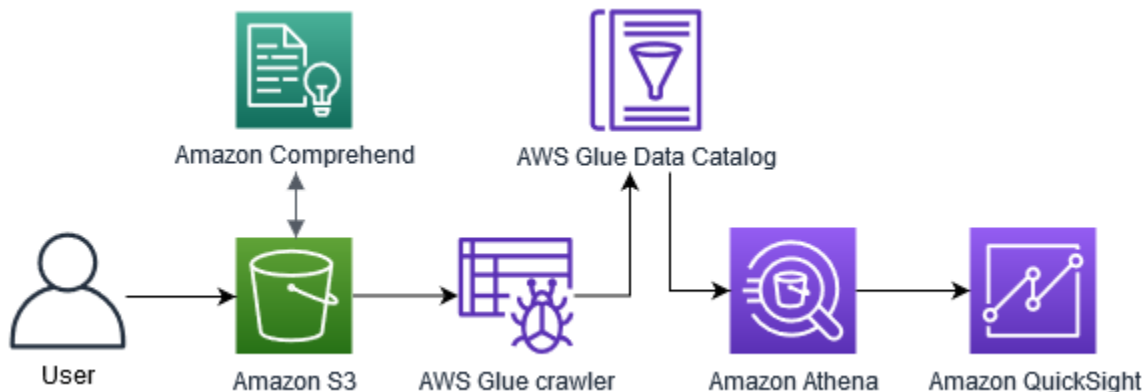 Amazon Comprehend
AWS Glue Data Catalog
User
Amazon S3
AWS Glue crawler
Amazon Athena
Amazon QuickSight